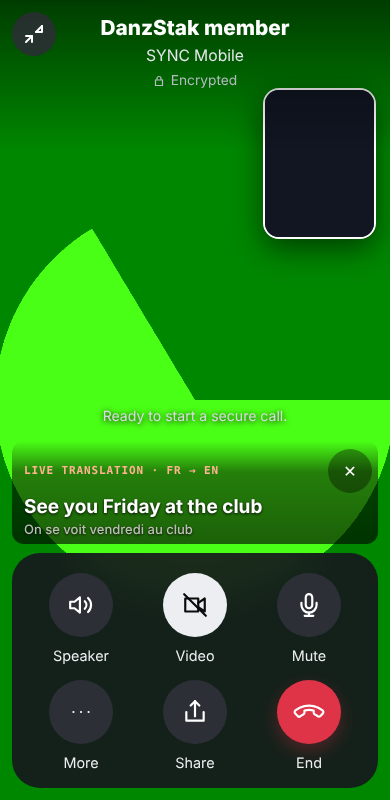 DanzStak member
SYNC Mobile
Encrypted
Ready to start a secure call.
LIVE TRANSLATION · FR → EN
See you Friday at the club
On se voit vendredi au club
Speaker
Video
Mute
More
Share
End